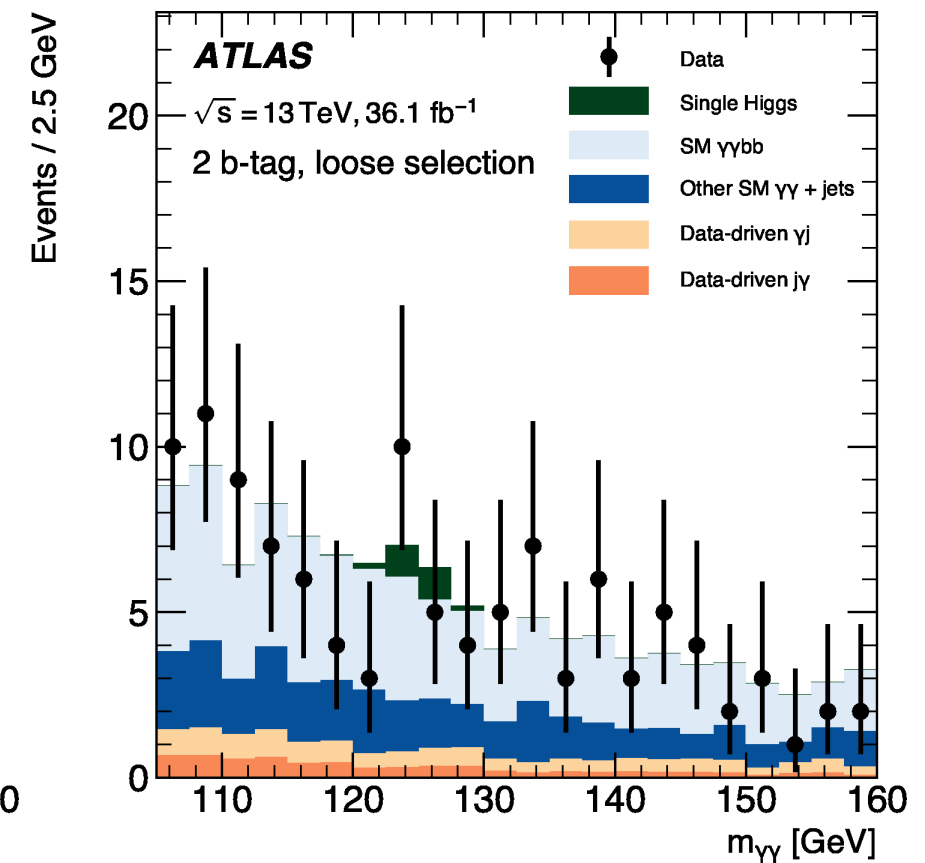 Events / 2.5 GeV
ATLAS
√s = 13 TeV, 36.1 fb⁻¹
2 b-tag, loose selection
Data
Single Higgs
SM γγbb
Other SM γγ + jets
Data-driven γj
Data-driven jγ
20
15
10
5
0
0
110 120 130 140 150 160
m_γγ [GeV]